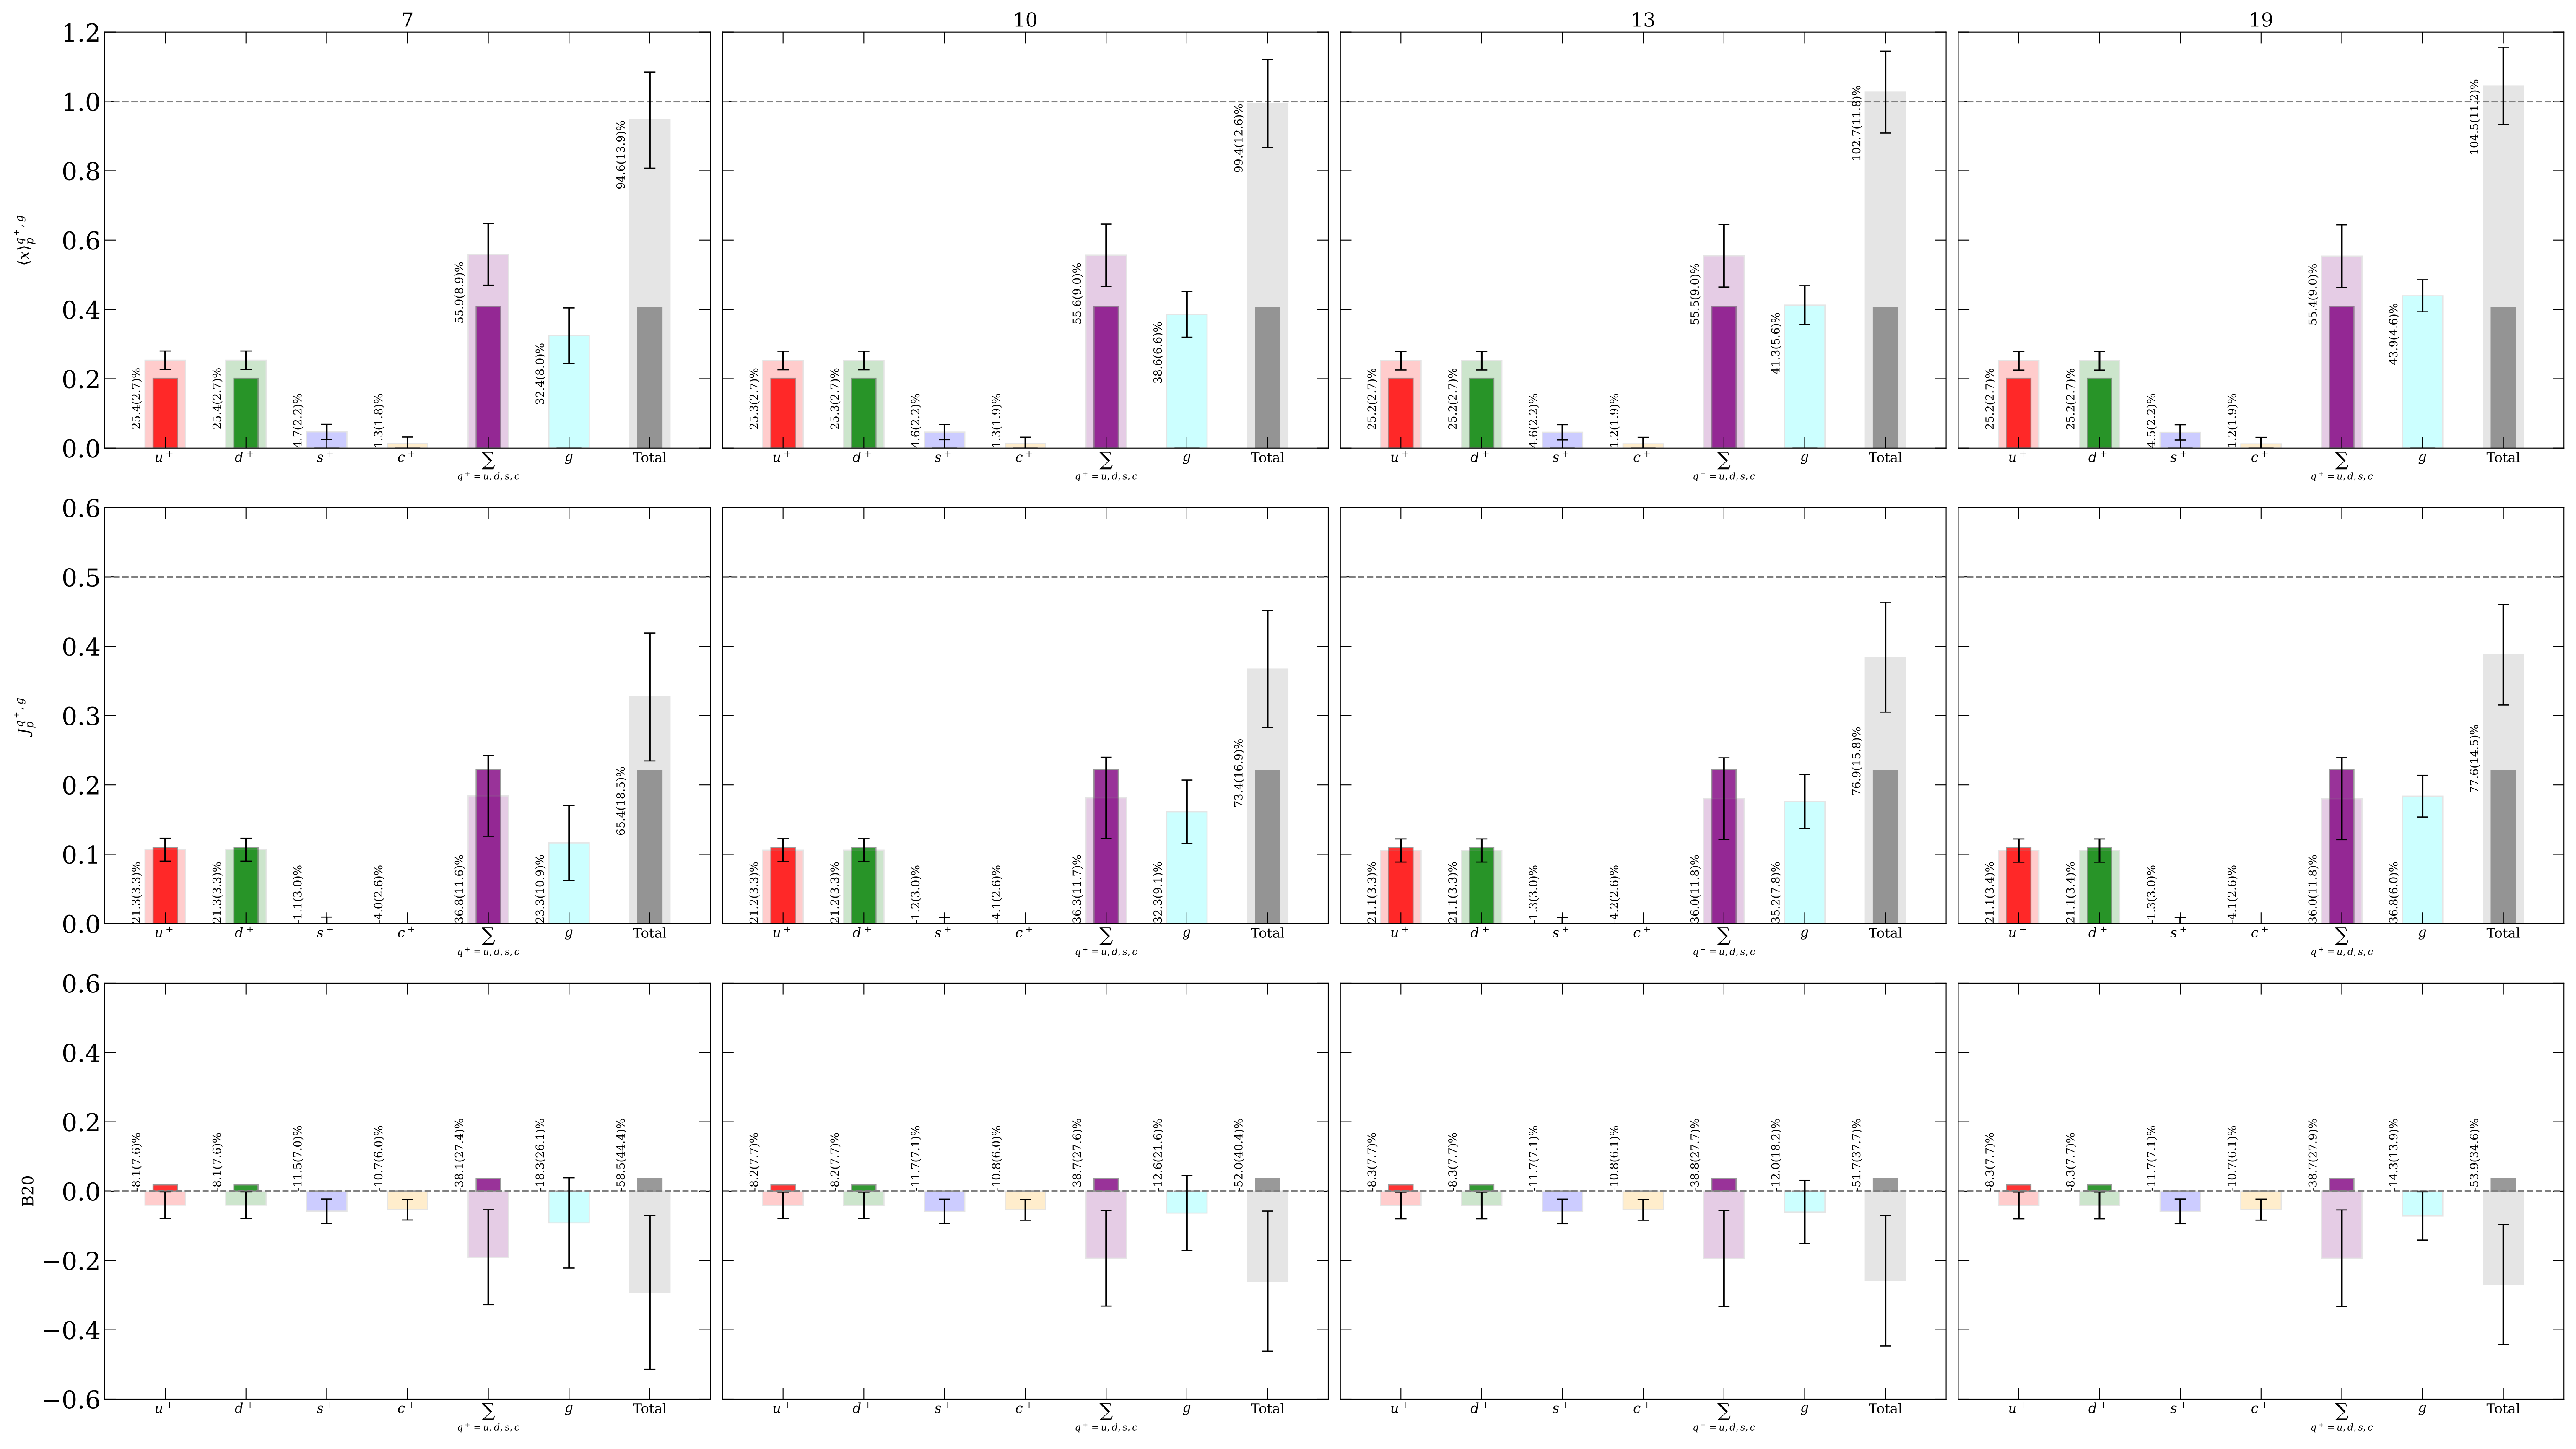 7 10 13 19
1.2
1.0
0.8
0.6
0.4
0.2
0.0
⟨x⟩_p^{q^+, g}
25.4(2.7)% 25.4(2.7)% 4.7(2.2)% 1.3(1.8)% 55.9(8.9)% 32.4(8.0)% 94.6(13.9)%
25.3(2.7)% 25.3(2.7)% 4.6(2.2)% 1.3(1.9)% 55.6(9.0)% 38.6(6.6)% 99.4(12.6)%
25.2(2.7)% 25.2(2.7)% 4.6(2.2)% 1.2(1.9)% 55.5(9.0)% 41.3(5.6)% 102.7(11.8)%
25.2(2.7)% 25.2(2.7)% 4.5(2.2)% 1.2(1.9)% 55.4(9.0)% 43.9(4.6)% 104.5(11.2)%
u^+ d^+ s^+ c^+ ∑ g Total u^+ d^+ s^+ c^+ ∑ g Total u^+ d^+ s^+ c^+ ∑ g Total u^+ d^+ s^+ c^+ ∑ g Total
q^+ = u, d, s, c q^+ = u, d, s, c q^+ = u, d, s, c q^+ = u, d, s, c
0.6
0.5
0.4
0.3
0.2
0.1
0.0
J_p^{q^+, g}
21.3(3.3)% 21.3(3.3)% -1.1(3.0)% -4.0(2.6)% 36.8(11.6)% 23.3(10.9)% 65.4(18.5)%
21.2(3.3)% 21.2(3.3)% -1.2(3.0)% -4.1(2.6)% 36.3(11.7)% 32.3(9.1)% 73.4(16.9)%
21.1(3.3)% 21.1(3.3)% -1.3(3.0)% -4.2(2.6)% 36.0(11.8)% 35.2(7.8)% 76.9(15.8)%
21.1(3.4)% 21.1(3.4)% -1.3(3.0)% -4.1(2.6)% 36.0(11.8)% 36.8(6.0)% 77.6(14.5)%
u^+ d^+ s^+ c^+ ∑ g Total u^+ d^+ s^+ c^+ ∑ g Total u^+ d^+ s^+ c^+ ∑ g Total u^+ d^+ s^+ c^+ ∑ g Total
q^+ = u, d, s, c q^+ = u, d, s, c q^+ = u, d, s, c q^+ = u, d, s, c
0.6
0.4
0.2
0.0
−0.2
−0.4
−0.6
B20
-8.1(7.6)% -8.1(7.6)% -11.5(7.0)% -10.7(6.0)% -38.1(27.4)% -18.3(26.1)% -58.5(44.4)%
-8.2(7.7)% -8.2(7.7)% -11.7(7.1)% -10.8(6.0)% -38.7(27.6)% -12.6(21.6)% -52.0(40.4)%
-8.3(7.7)% -8.3(7.7)% -11.7(7.1)% -10.8(6.1)% -38.8(27.7)% -12.0(18.2)% -51.7(37.7)%
-8.3(7.7)% -8.3(7.7)% -11.7(7.1)% -10.7(6.1)% -38.7(27.9)% -14.3(13.9)% -53.9(34.6)%
u^+ d^+ s^+ c^+ ∑ g Total u^+ d^+ s^+ c^+ ∑ g Total u^+ d^+ s^+ c^+ ∑ g Total u^+ d^+ s^+ c^+ ∑ g Total
q^+ = u, d, s, c q^+ = u, d, s, c q^+ = u, d, s, c q^+ = u, d, s, c